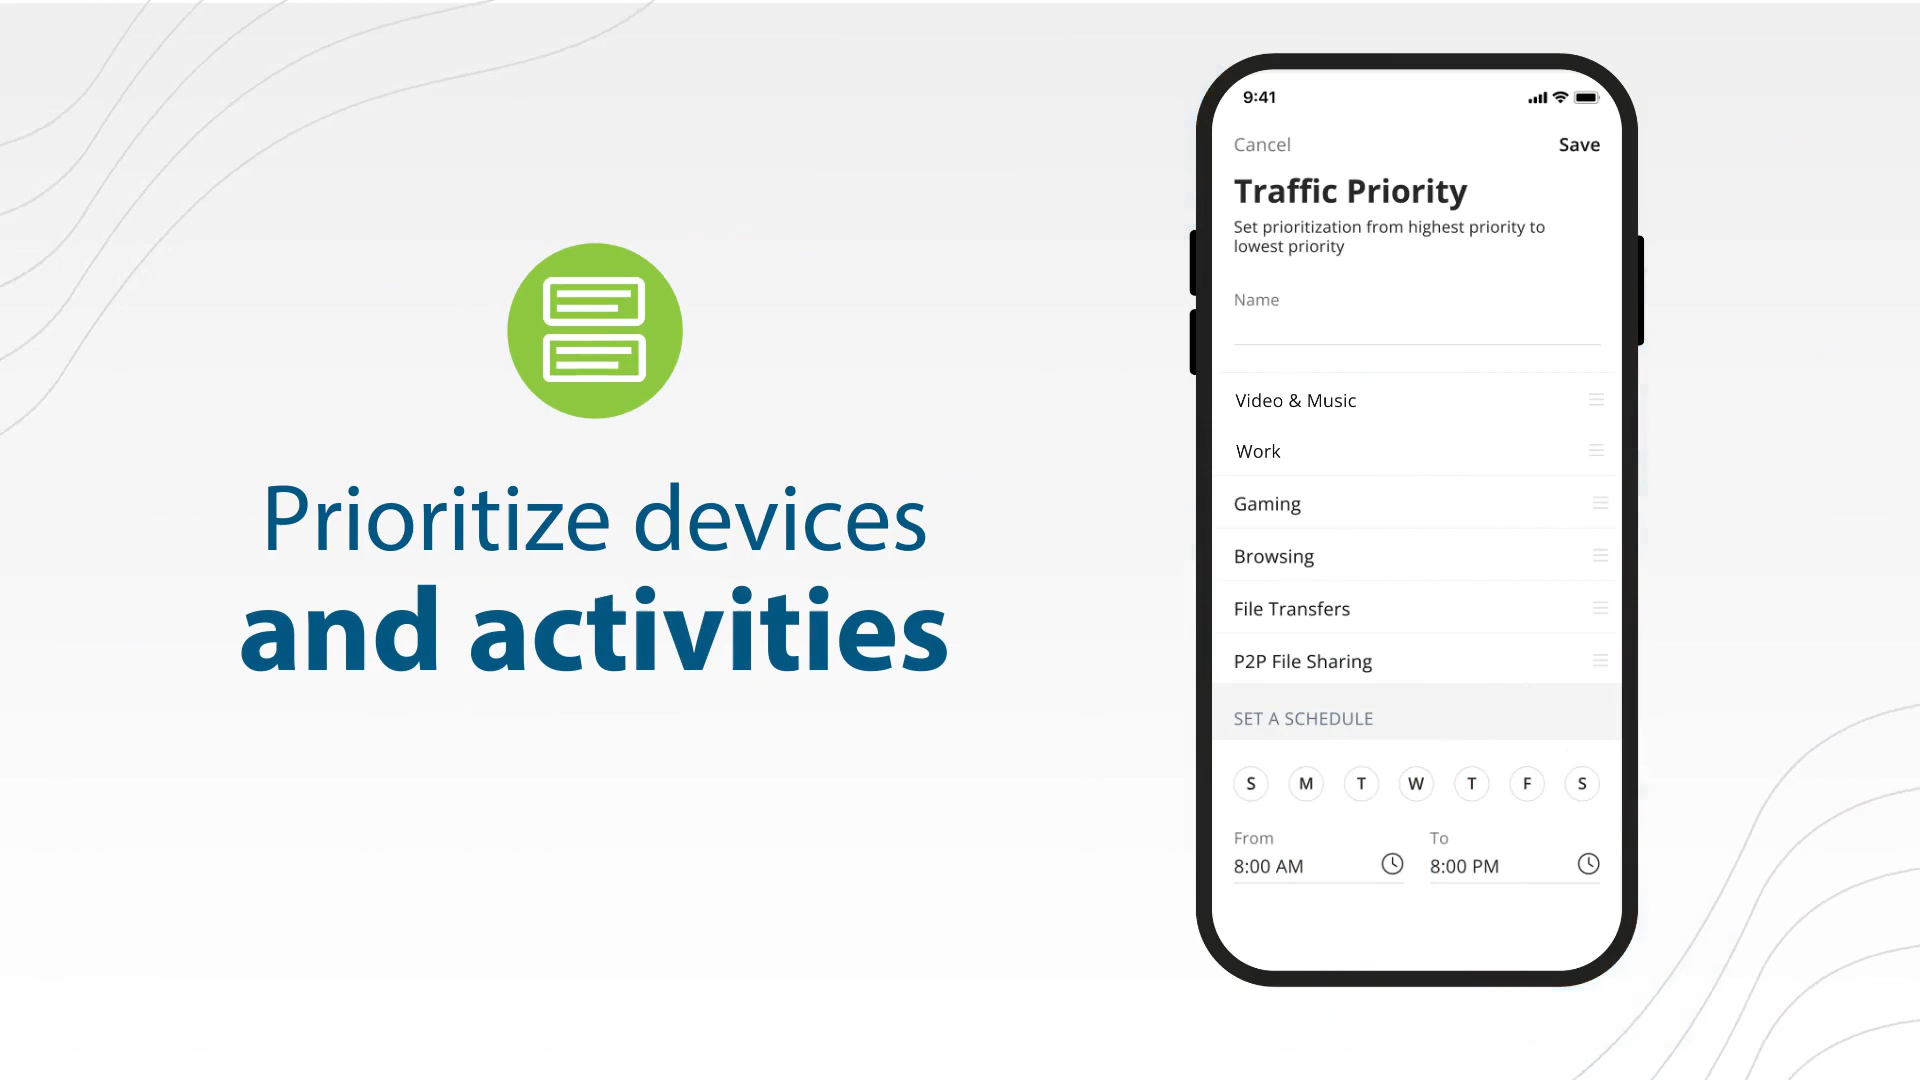 Prioritize devices
and activities
9:41
Cancel
Save
Traffic Priority
Set prioritization from highest priority to
lowest priority
Name
Video & Music
Work
Gaming
Browsing
File Transfers
P2P File Sharing
SET A SCHEDULE
S M T W T F S
From
To
8:00 AM
8:00 PM